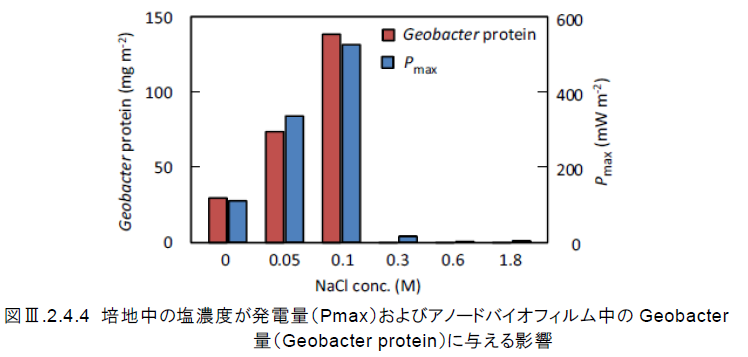 150
100
50
0
Geobacter protein (mg m-2)
Geobacter protein
Pmax
600
400
200
0
Pmax (mW m-2)
0 0.05 0.1 0.3 0.6 1.8
NaCl conc. (M)
図Ⅲ.2.4.4 培地中の塩濃度が発電量(Pmax)およびアノードバイオフィルム中の Geobacter
量(Geobacter protein)に与える影響